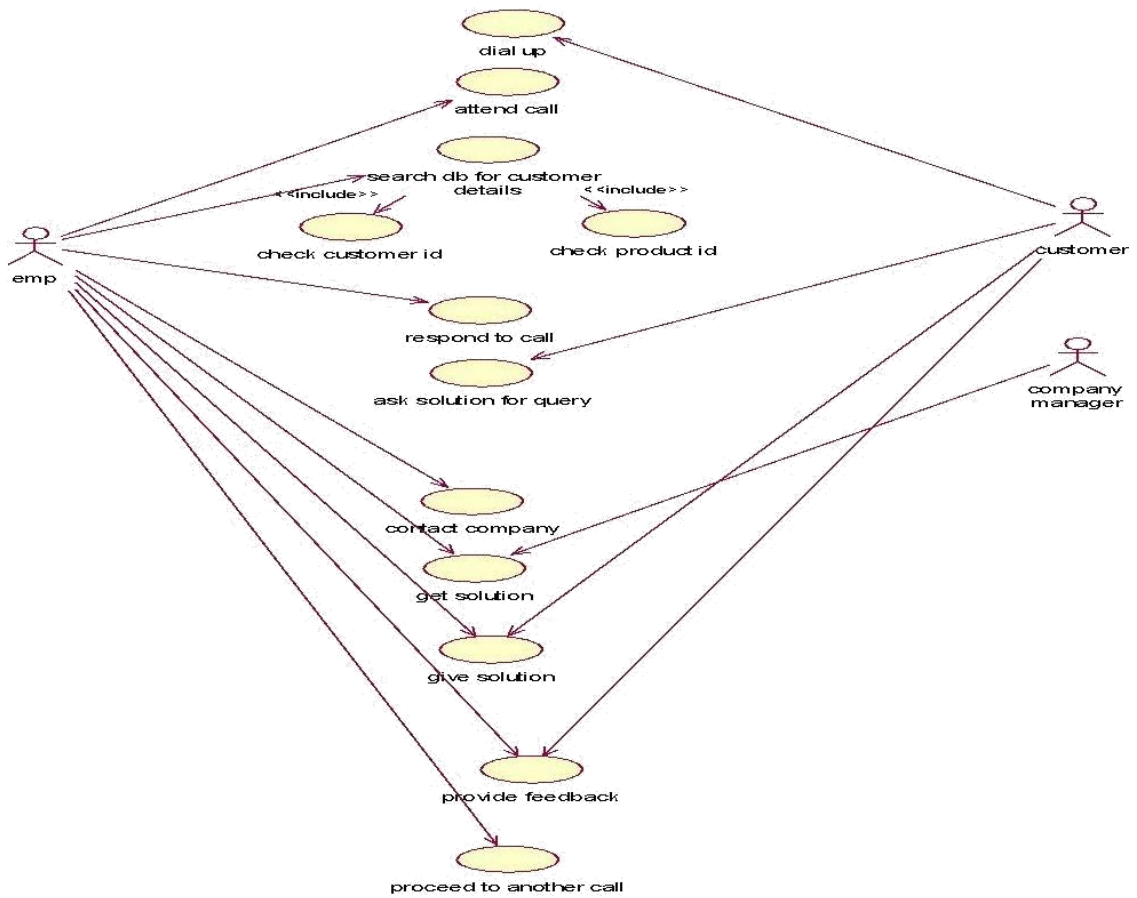 dial up
attend call
search db for customer
details
<<include>>
<<include>>
check customer id
check product id
emp
customer
respond to call
ask solution for query
company
manager
contact company
get solution
give solution
provide feedback
proceed to another call